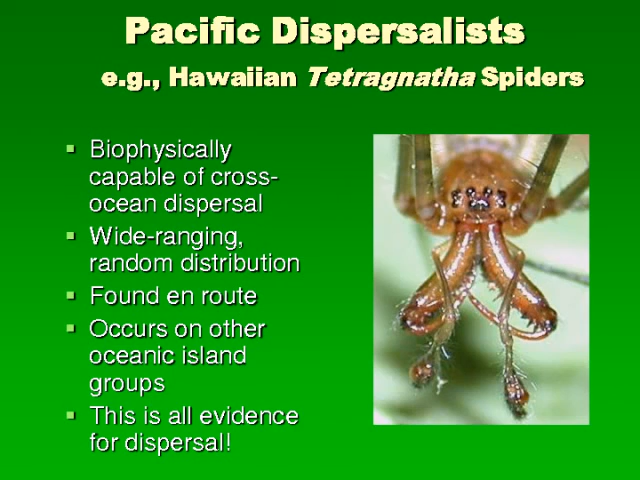 Pacific Dispersalists
e.g., Hawaiian Tetragnatha Spiders
▪ Biophysically
capable of cross-
ocean dispersal
▪ Wide-ranging,
random distribution
▪ Found en route
▪ Occurs on other
oceanic island
groups
▪ This is all evidence
for dispersal!